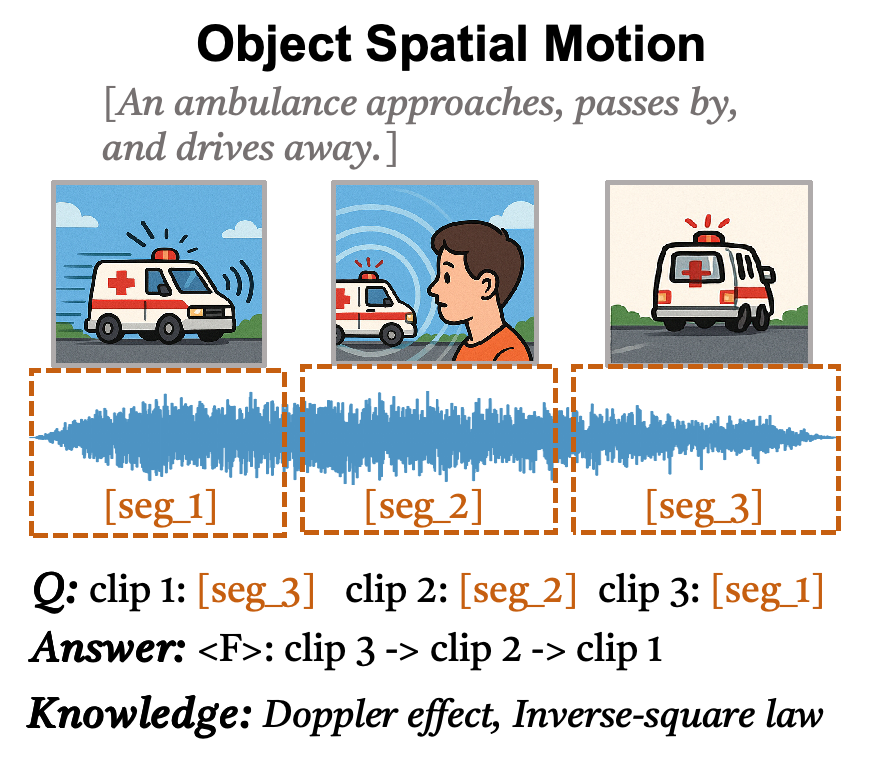 Object Spatial Motion
[An ambulance approaches, passes by,
and drives away.]
[seg_1] [seg_2] [seg_3]
Q: clip 1: [seg_3] clip 2: [seg_2] clip 3: [seg_1]
Answer: <F>: clip 3 -> clip 2 -> clip 1
Knowledge: Doppler effect, Inverse-square law